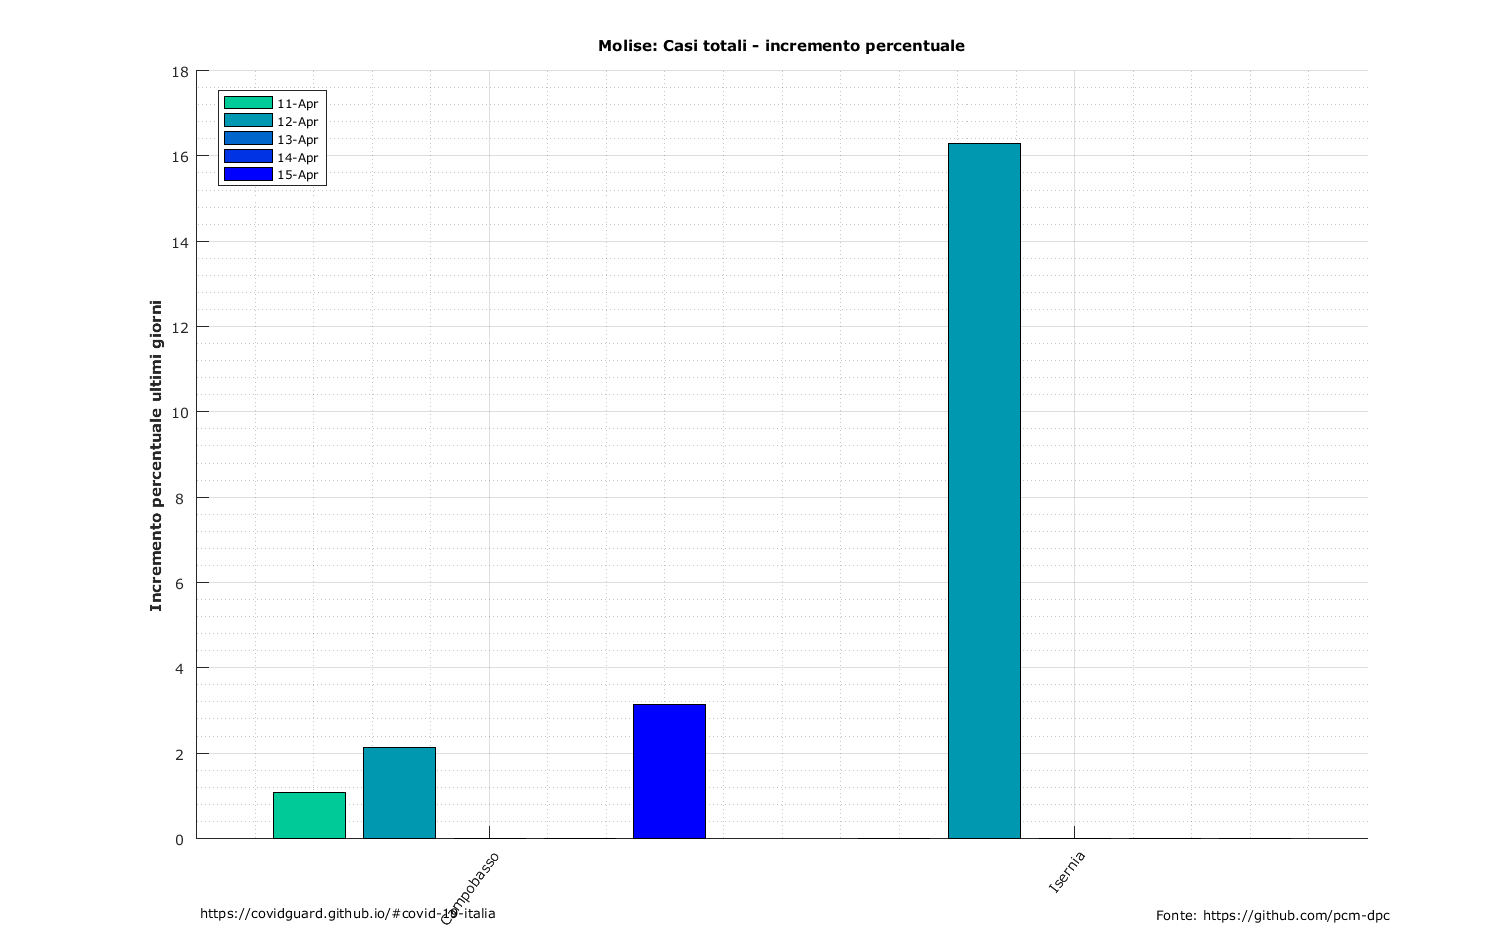 Molise: Casi totali - incremento percentuale
18
16
14
12
10
8
6
4
2
0
Incremento percentuale ultimi giorni
11-Apr
12-Apr
13-Apr
14-Apr
15-Apr
Campobasso
Isernia
https://covidguard.github.io/#covid-19-italia
Fonte: https://github.com/pcm-dpc